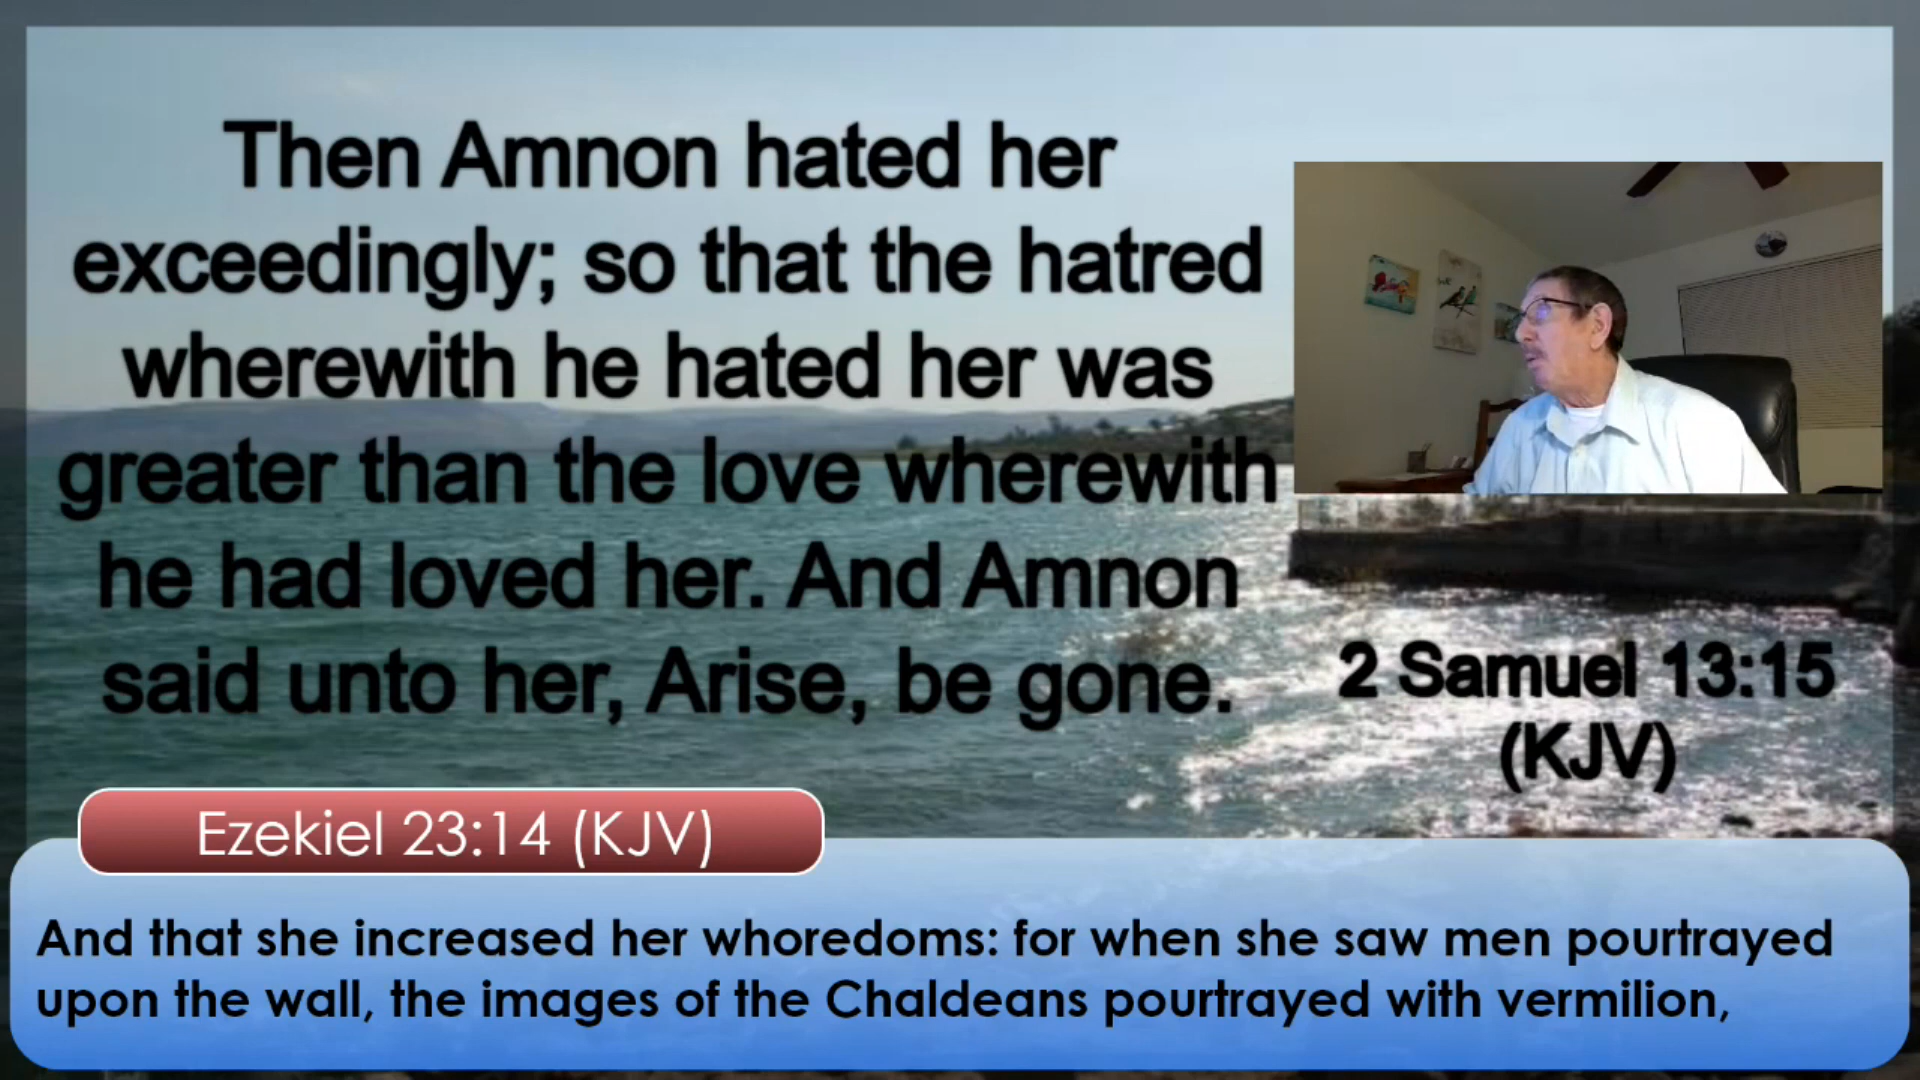 Then Amnon hated her
exceedingly; so that the hatred
wherewith he hated her was
greater than the love wherewith
he had loved her. And Amnon
said unto her, Arise, be gone.
2 Samuel 13:15
(KJV)
Ezekiel 23:14 (KJV)
And that she increased her whoredoms: for when she saw men pourtrayed
upon the wall, the images of the Chaldeans pourtrayed with vermilion,